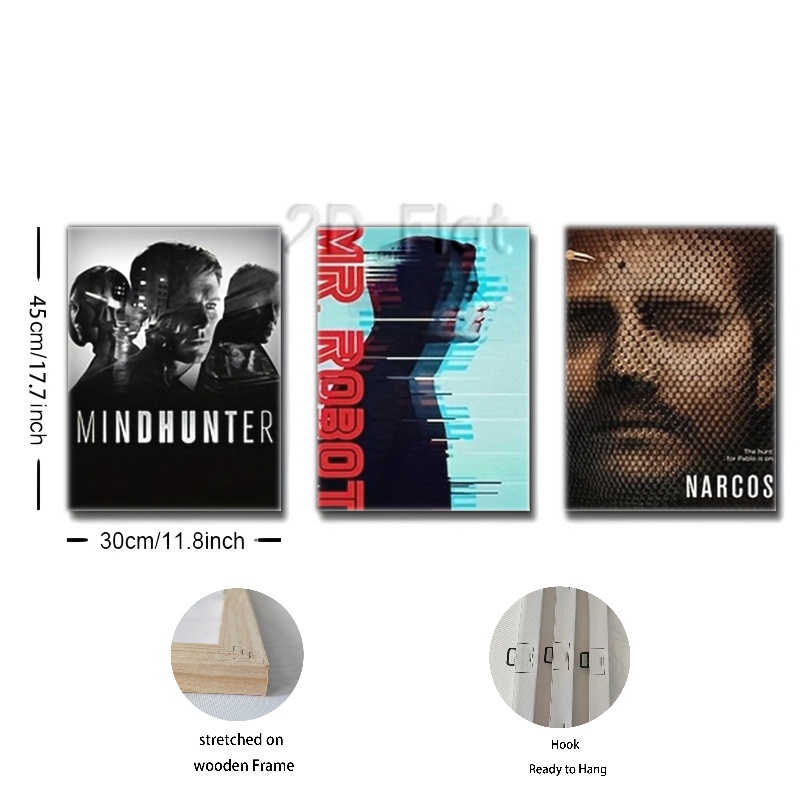 2D Flat
45cm/17.7inch
MINDHUNTER
MR. ROBOT
The hunt
for Pablo is on
NARCOS
30cm/11.8inch
stretched on
wooden Frame
Hook
Ready to Hang